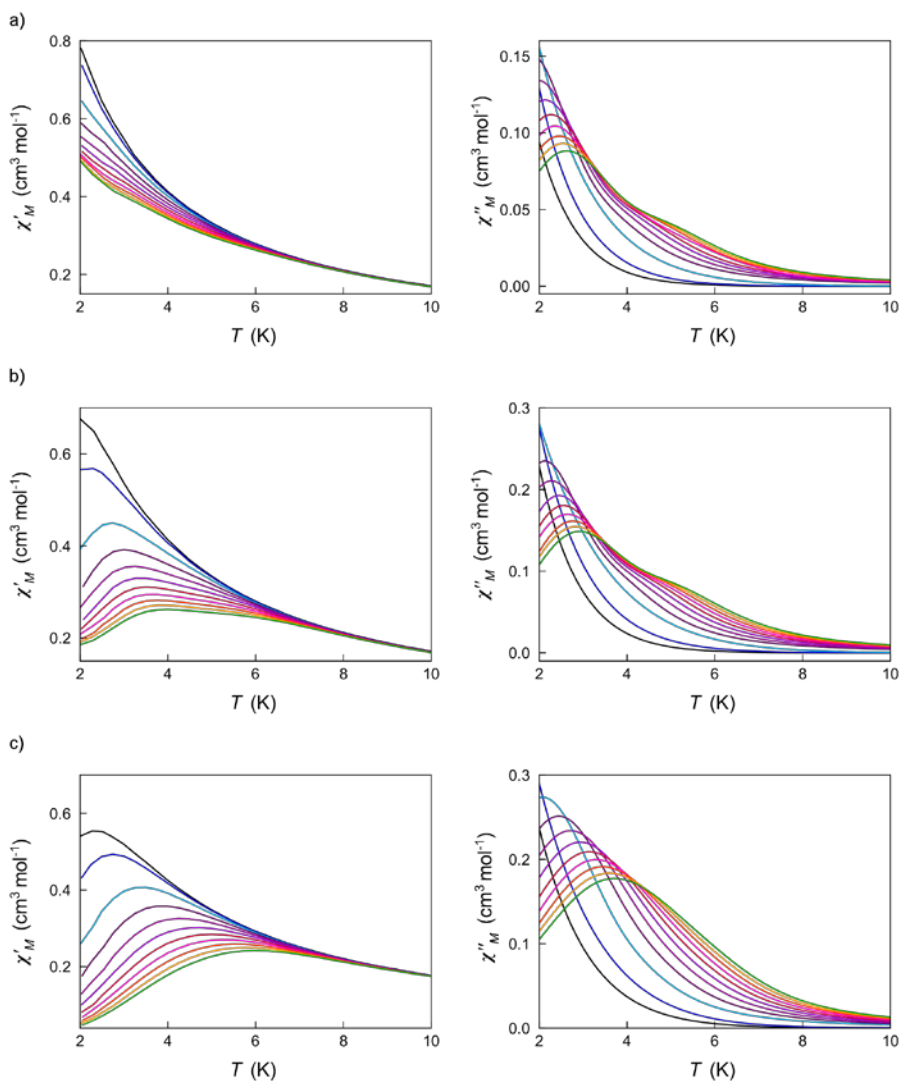 a)
0.8
0.6
0.4
0.2
χ'M (cm³ mol⁻¹)
2 4 6 8 10
T (K)
0.15
0.10
0.05
0.00
χ''M (cm³ mol⁻¹)
2 4 6 8 10
T (K)
b)
0.6
0.4
0.2
χ'M (cm³ mol⁻¹)
2 4 6 8 10
T (K)
0.3
0.2
0.1
0.0
χ''M (cm³ mol⁻¹)
2 4 6 8 10
T (K)
c)
0.6
0.4
0.2
χ'M (cm³ mol⁻¹)
2 4 6 8 10
T (K)
0.3
0.2
0.1
0.0
χ''M (cm³ mol⁻¹)
2 4 6 8 10
T (K)